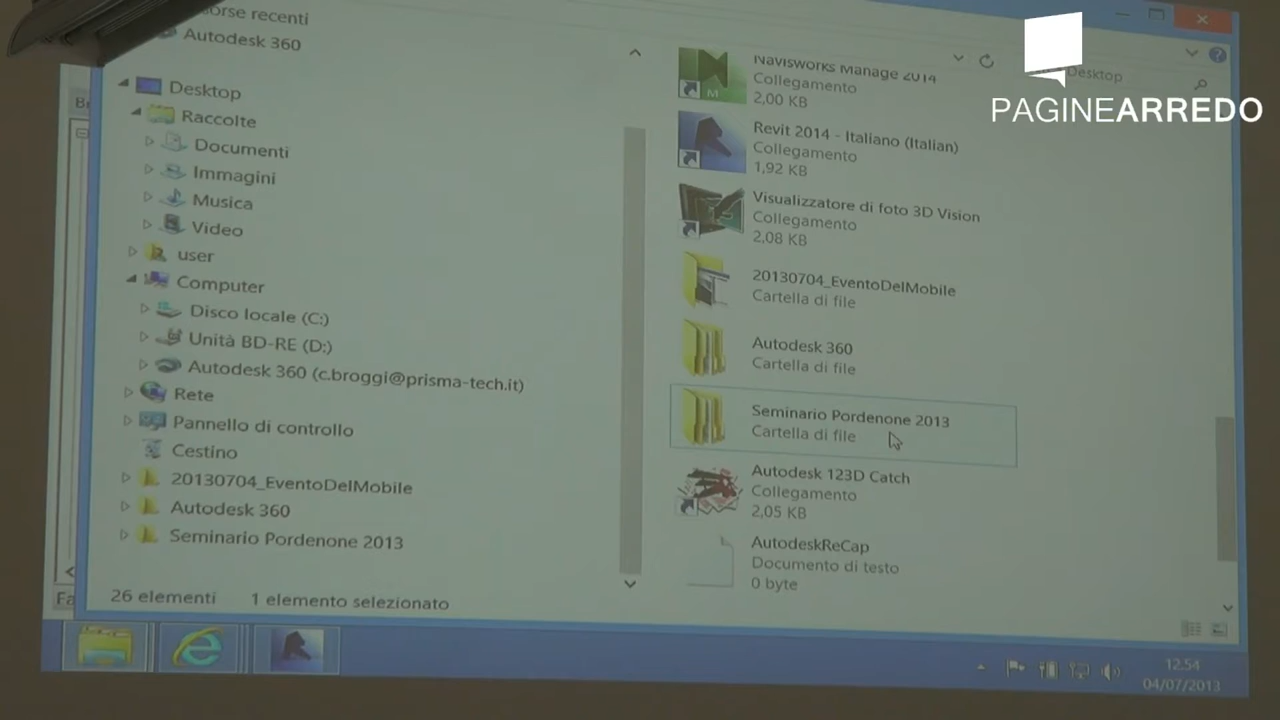 orse recenti
Autodesk 360
Desktop
Raccolte
Documenti
Immagini
Musica
Video
user
Computer
Disco locale (C:)
Unità BD-RE (D:)
Autodesk 360 (c.broggi@prisma-tech.it)
Rete
Pannello di controllo
Cestino
20130704_EventoDelMobile
Autodesk 360
Seminario Pordenone 2013
26 elementi 1 elemento selezionato
Navisworks Manage 2014
Collegamento
2,00 KB
Revit 2014 - Italiano (Italian)
Collegamento
1,92 KB
Visualizzatore di foto 3D Vision
Collegamento
2,08 KB
20130704_EventoDelMobile
Cartella di file
Autodesk 360
Cartella di file
Seminario Pordenone 2013
Cartella di file
Autodesk 123D Catch
Collegamento
2,05 KB
AutodeskReCap
Documento di testo
0 byte
Desktop
PAGINEARREDO
12.54
04/07/2013